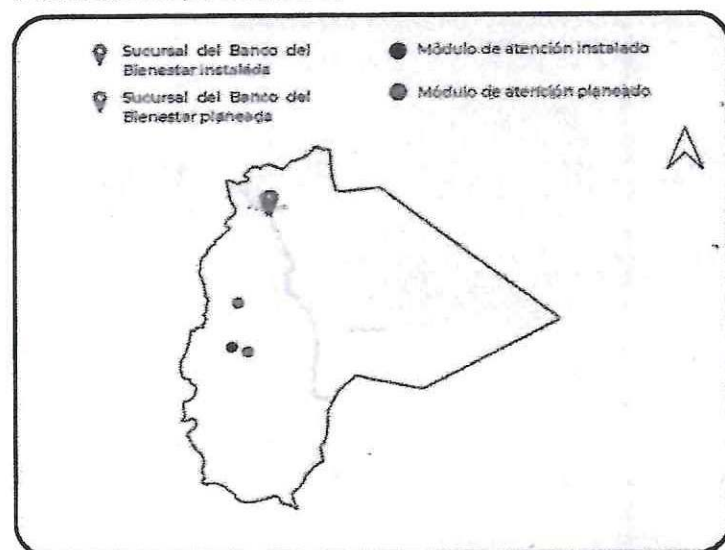 Sucursal del Banco del
Bienestar instalada
Sucursal del Banco del
Bienestar planeada
Módulo de atención instalado
Módulo de atención planeado